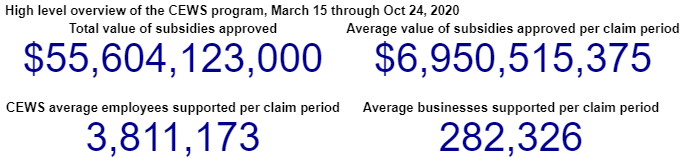 High level overview of the CEWS program, March 15 through Oct 24, 2020
Total value of subsidies approved
Average value of subsidies approved per claim period
$55,604,123,000
$6,950,515,375
CEWS average employees supported per claim period
Average businesses supported per claim period
3,811,173
282,326